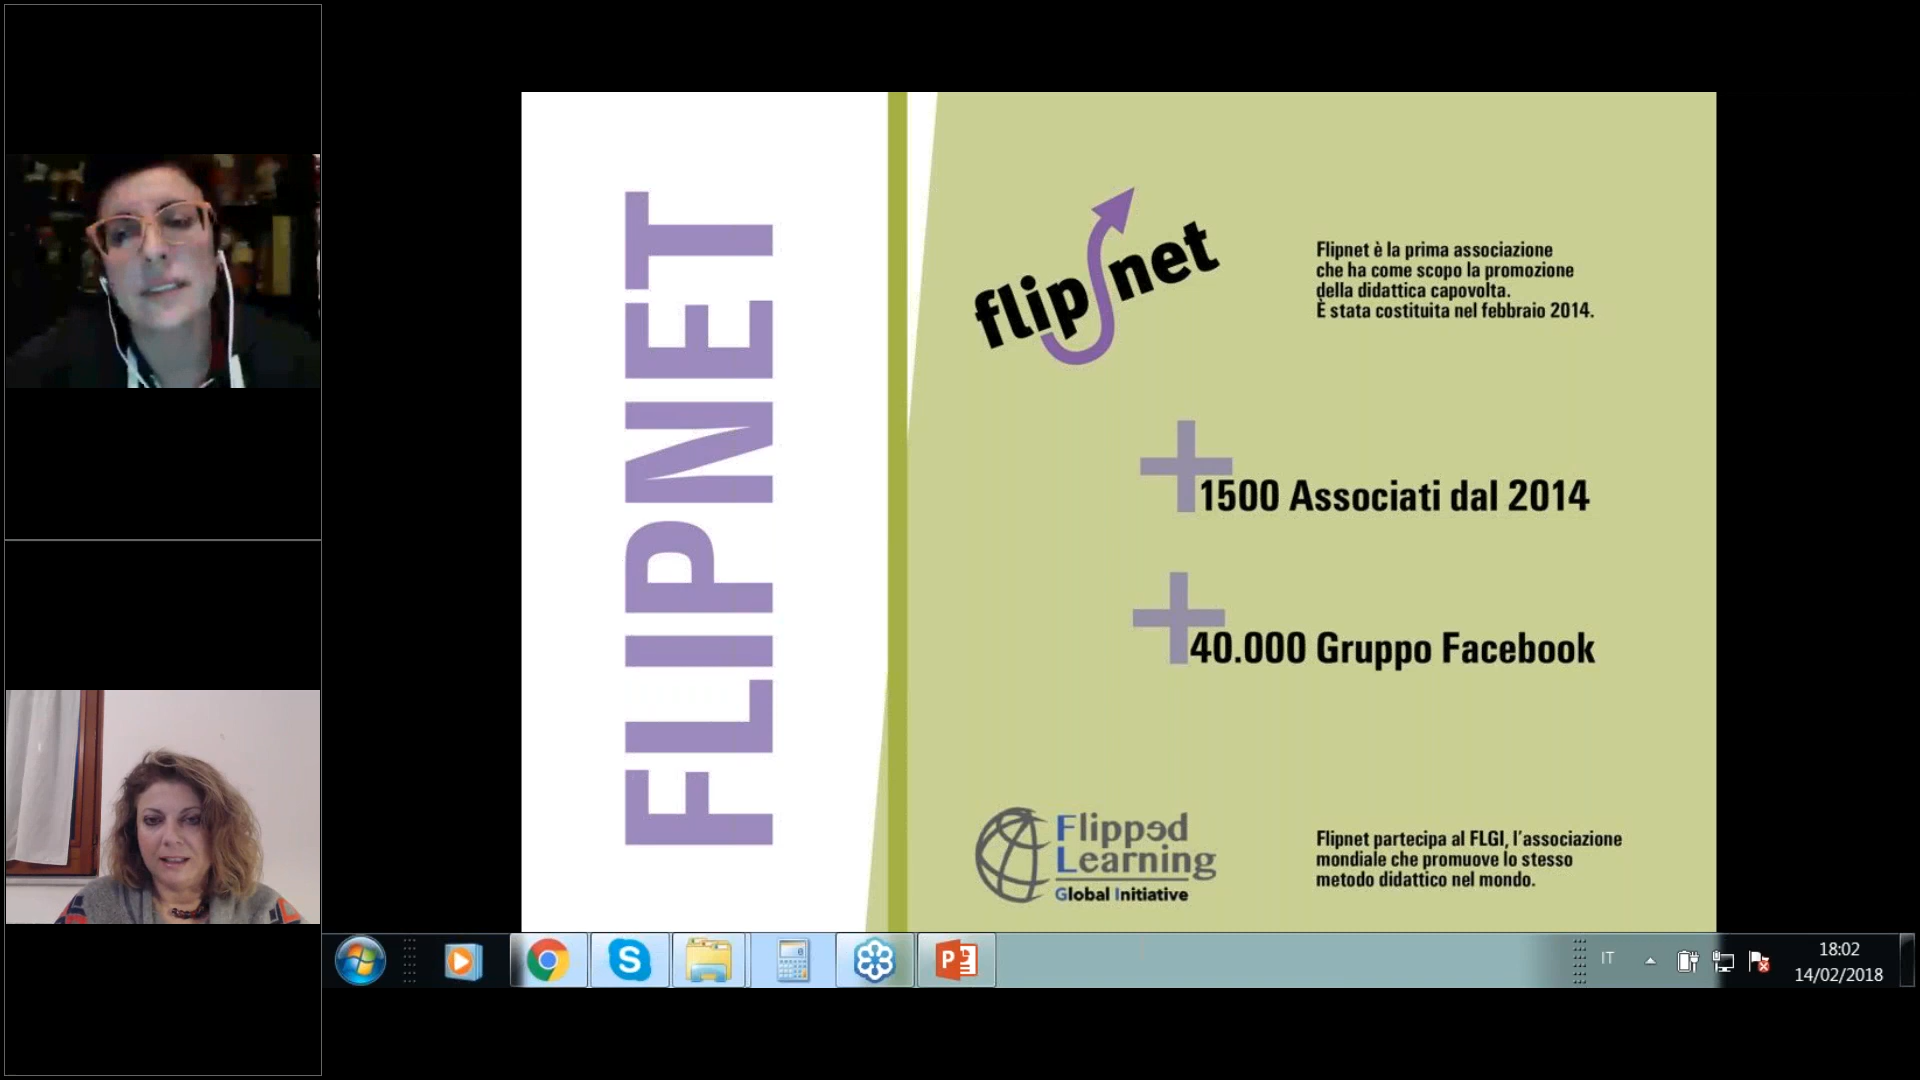 FLIPNET
flipnet
Flipnet è la prima associazione
che ha come scopo la promozione
della didattica capovolta.
È stata costituita nel febbraio 2014.
+
1500 Associati dal 2014
+
40.000 Gruppo Facebook
Flipped
Learning
Global Initiative
Flipnet partecipa al FLGI, l'associazione
mondiale che promuove lo stesso
metodo didattico nel mondo.
IT
18:02
14/02/2018